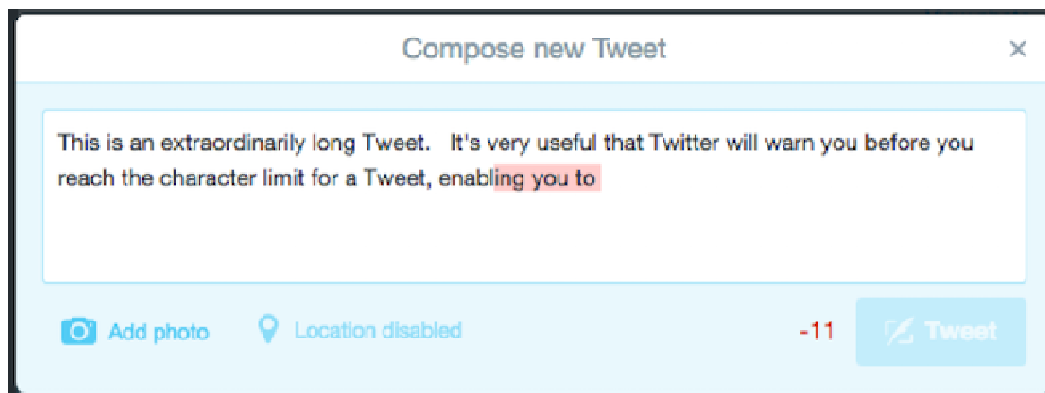 Compose new Tweet
×
This is an extraordinarily long Tweet.   It's very useful that Twitter will warn you before you
reach the character limit for a Tweet, enabling you to
Add photo
Location disabled
-11
Tweet